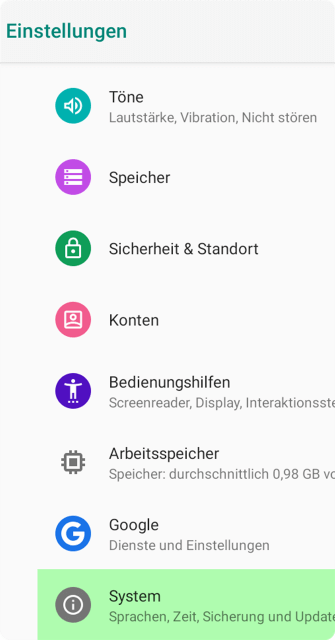 Einstellungen
Töne
Lautstärke, Vibration, Nicht stören
Speicher
Sicherheit & Standort
Konten
Bedienungshilfen
Screenreader, Display, Interaktionsste
Arbeitsspeicher
Speicher: durchschnittlich 0,98 GB vo
Google
Dienste und Einstellungen
System
Sprachen, Zeit, Sicherung und Update